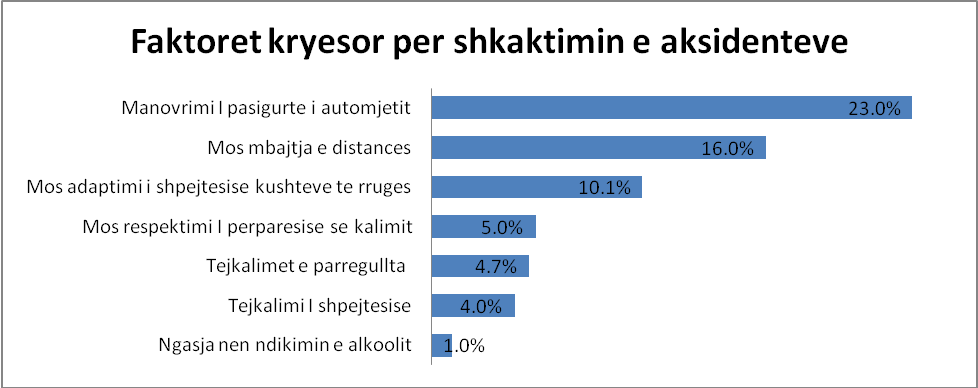 Faktoret kryesor per shkaktimin e aksidenteve
Manovrimi I pasigurte i automjetit 23.0%
Mos mbajtja e distances 16.0%
Mos adaptimi i shpejtesise kushteve te rruges 10.1%
Mos respektimi I perparesise se kalimit 5.0%
Tejkalimet e parregullta 4.7%
Tejkalimi I shpejtesise 4.0%
Ngasja nen ndikimin e alkoolit 1.0%